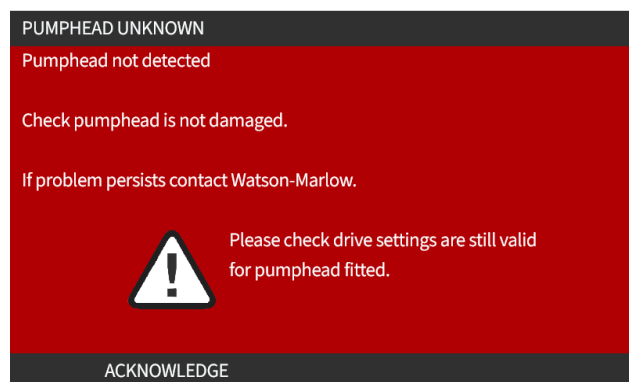 PUMPHEAD UNKNOWN
Pumphead not detected
Check pumphead is not damaged.
If problem persists contact Watson-Marlow.
Please check drive settings are still valid
for pumphead fitted.
ACKNOWLEDGE